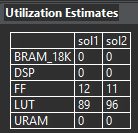 Utilization Estimates
sol1 sol2
BRAM_18K 0 0
DSP 0 0
FF 12 11
LUT 89 96
URAM 0 0